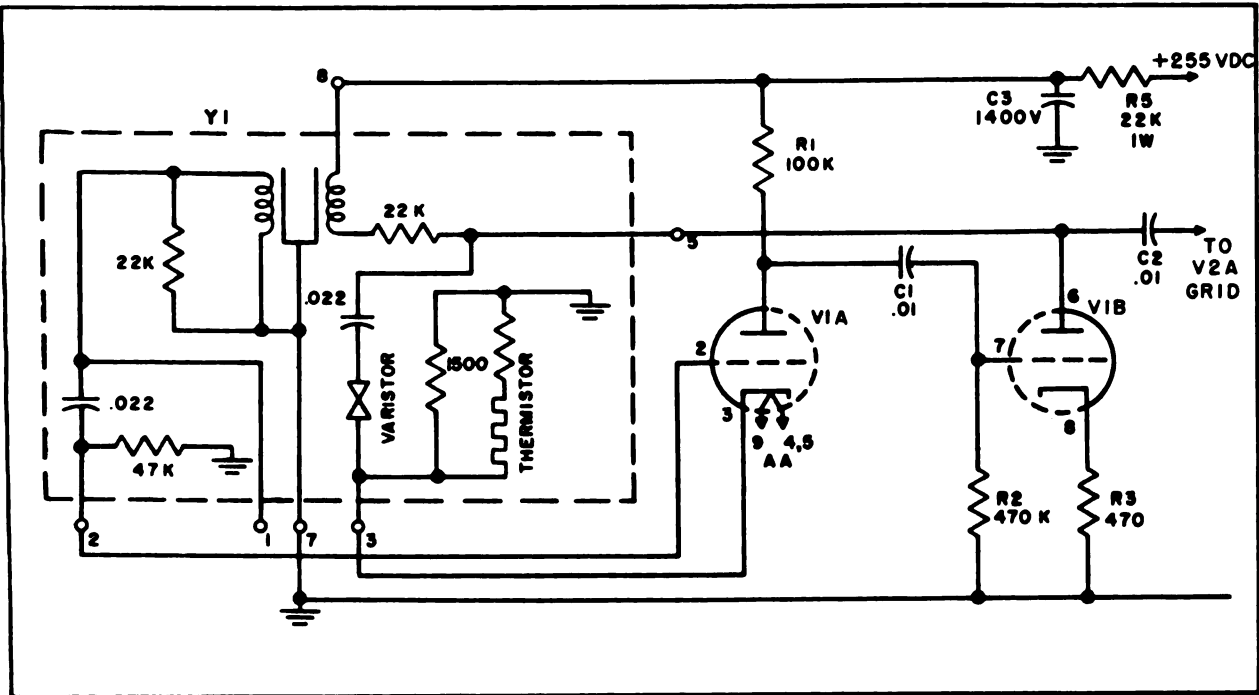 8
+255 VDC
Y1
C3
1400V
R5
22K
1W
R1
100K
22K
5
22K
C2
.01
TO
V2A
GRID
.022
C1
.01
V1A
6
V1B
2
7
1500
VARISTOR
THERMISTOR
.022
3
8
9 4,5
AA
47K
R2
470K
R3
470
2
1
7
3